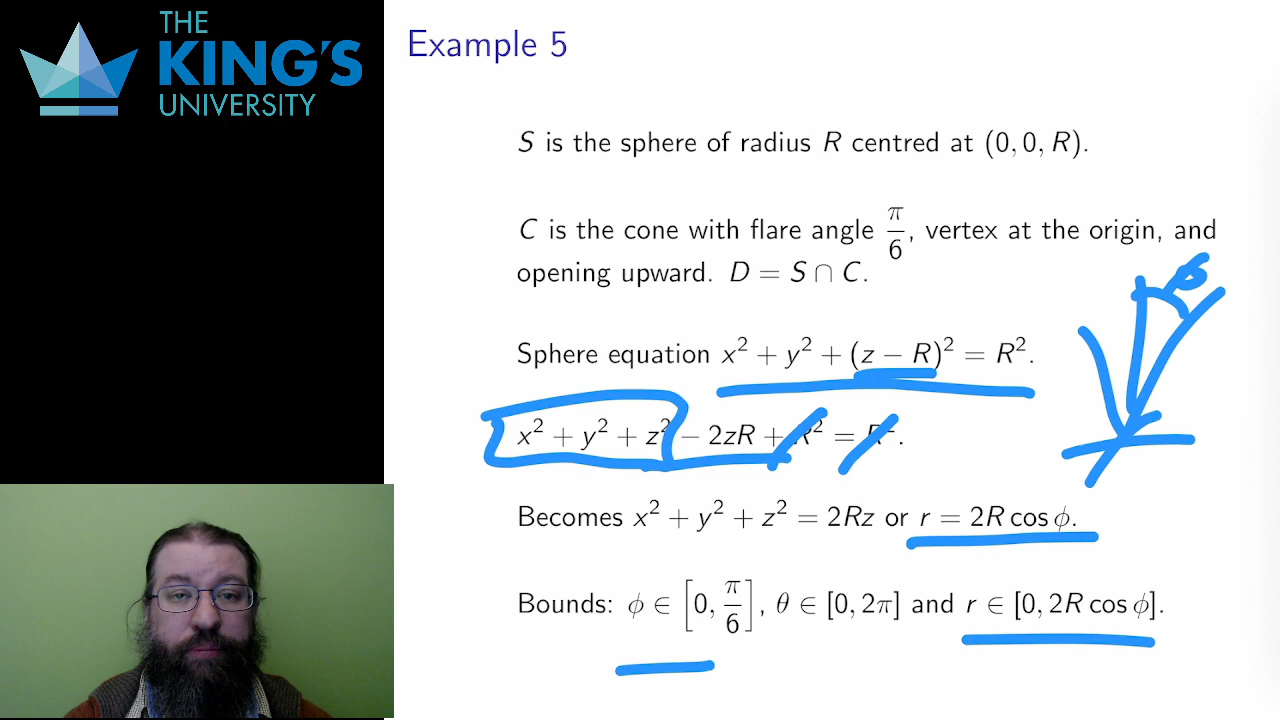 THE
KING'S
UNIVERSITY
Example 5
S is the sphere of radius R centred at (0, 0, R).
C is the cone with flare angle π/6, vertex at the origin, and
opening upward. D = S ∩ C.
Sphere equation x² + y² + (z − R)² = R².
x² + y² + z² − 2zR + R² = R².
Becomes x² + y² + z² = 2Rz or r = 2R cos ϕ.
Bounds: ϕ ∈ [0, π/6], θ ∈ [0, 2π] and r ∈ [0, 2R cos ϕ].